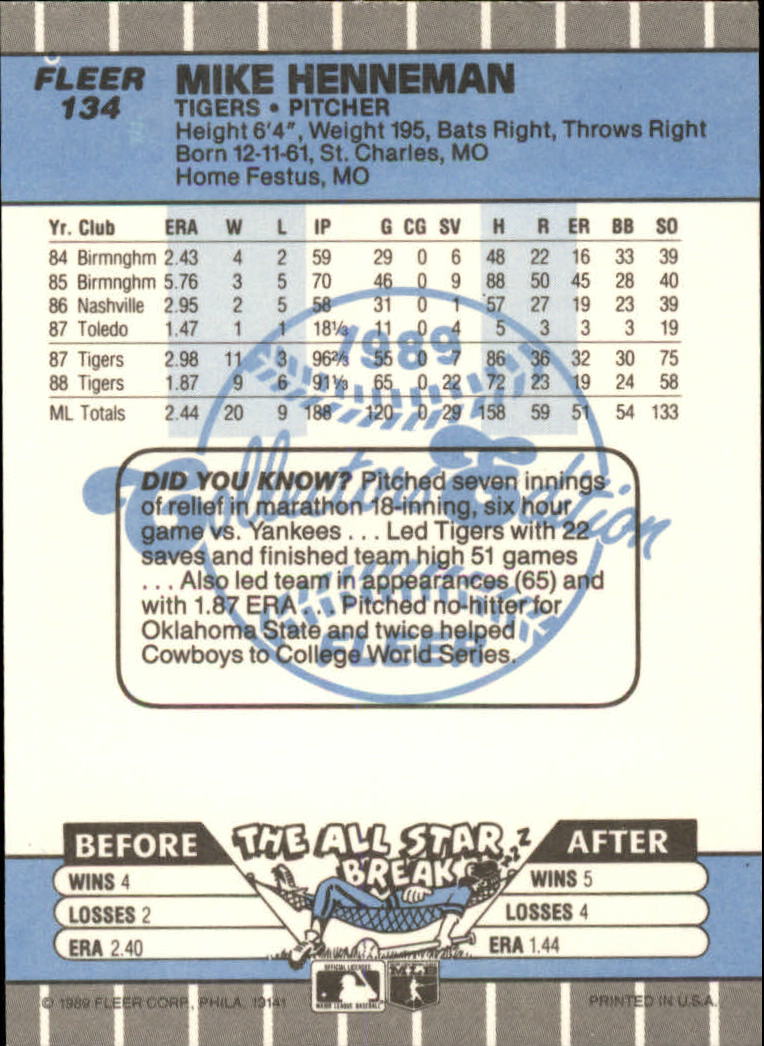 FLEER
134
MIKE HENNEMAN
TIGERS • PITCHER
Height 6'4", Weight 195, Bats Right, Throws Right
Born 12-11-61, St. Charles, MO
Home Festus, MO
Yr. Club ERA W L IP G CG SV H R ER BB SO
84 Birmnghm 2.43 4 2 59 29 0 6 48 22 16 33 39
85 Birmnghm 5.76 3 5 70 46 0 9 88 50 45 28 40
86 Nashville 2.95 2 5 58 31 0 1 57 27 19 23 39
87 Toledo 1.47 1 1 18⅓ 11 0 4 5 3 3 3 19
87 Tigers 2.98 11 3 96⅔ 55 0 7 86 36 32 30 75
88 Tigers 1.87 9 6 91⅓ 65 0 22 72 23 19 24 58
ML Totals 2.44 20 9 188 120 0 29 158 59 51 54 133
1989
Collectors' Edition
FLEER
DID YOU KNOW? Pitched seven innings
of relief in marathon 18-inning, six hour
game vs. Yankees . . . Led Tigers with 22
saves and finished team high 51 games
. . . Also led team in appearances (65) and
with 1.87 ERA . . . Pitched no-hitter for
Oklahoma State and twice helped
Cowboys to College World Series.
BEFORE
THE ALL STAR
BREAK
ZZZZ
AFTER
WINS 4
LOSSES 2
ERA 2.40
WINS 5
LOSSES 4
ERA 1.44
OFFICIAL LICENSEE
MAJOR LEAGUE BASEBALL
MLB
© 1989 FLEER CORP., PHILA. 19141
PRINTED IN U.S.A.